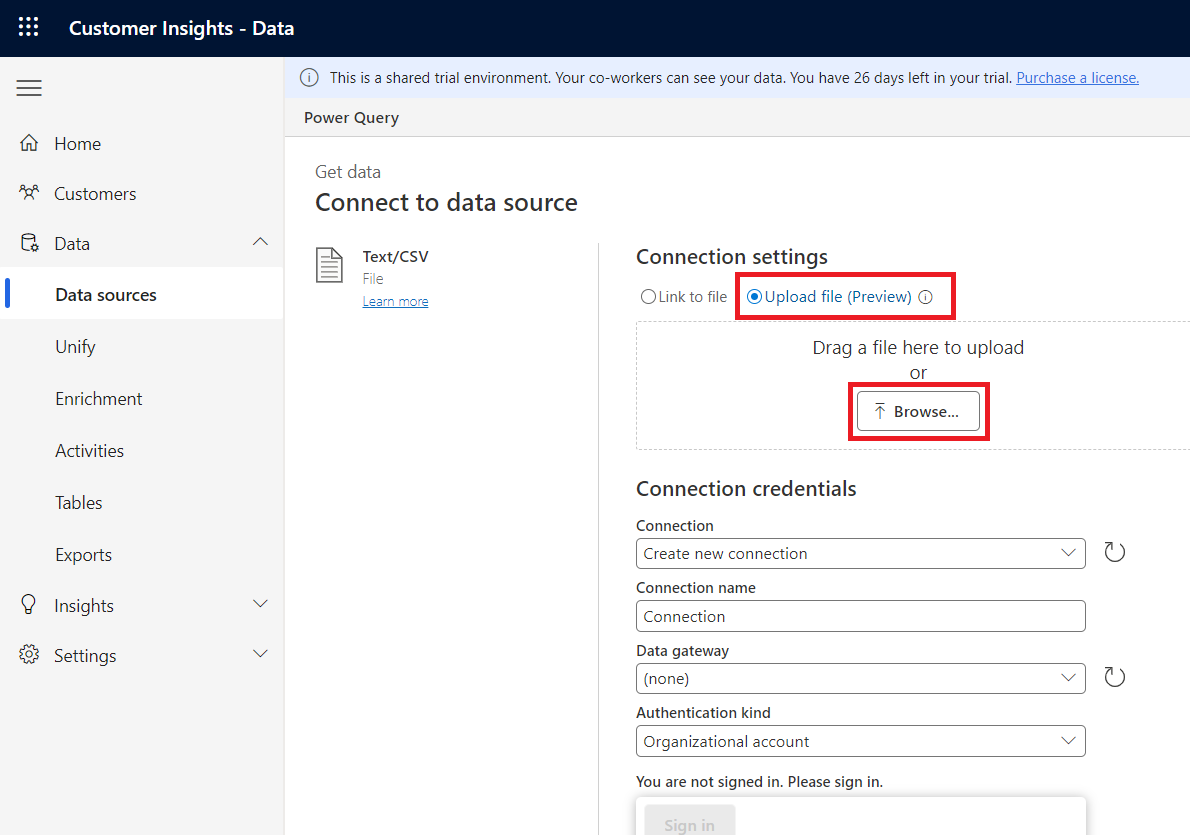 Customer Insights - Data
This is a shared trial environment. Your co-workers can see your data. You have 26 days left in your trial. Purchase a license.
Power Query
Home
Customers
Data
Data sources
Unify
Enrichment
Activities
Tables
Exports
Insights
Settings
Get data
Connect to data source
Text/CSV
File
Learn more
Connection settings
Link to file Upload file (Preview)
Drag a file here to upload
or
Browse...
Connection credentials
Connection
Create new connection
Connection name
Connection
Data gateway
(none)
Authentication kind
Organizational account
You are not signed in. Please sign in.
Sign in